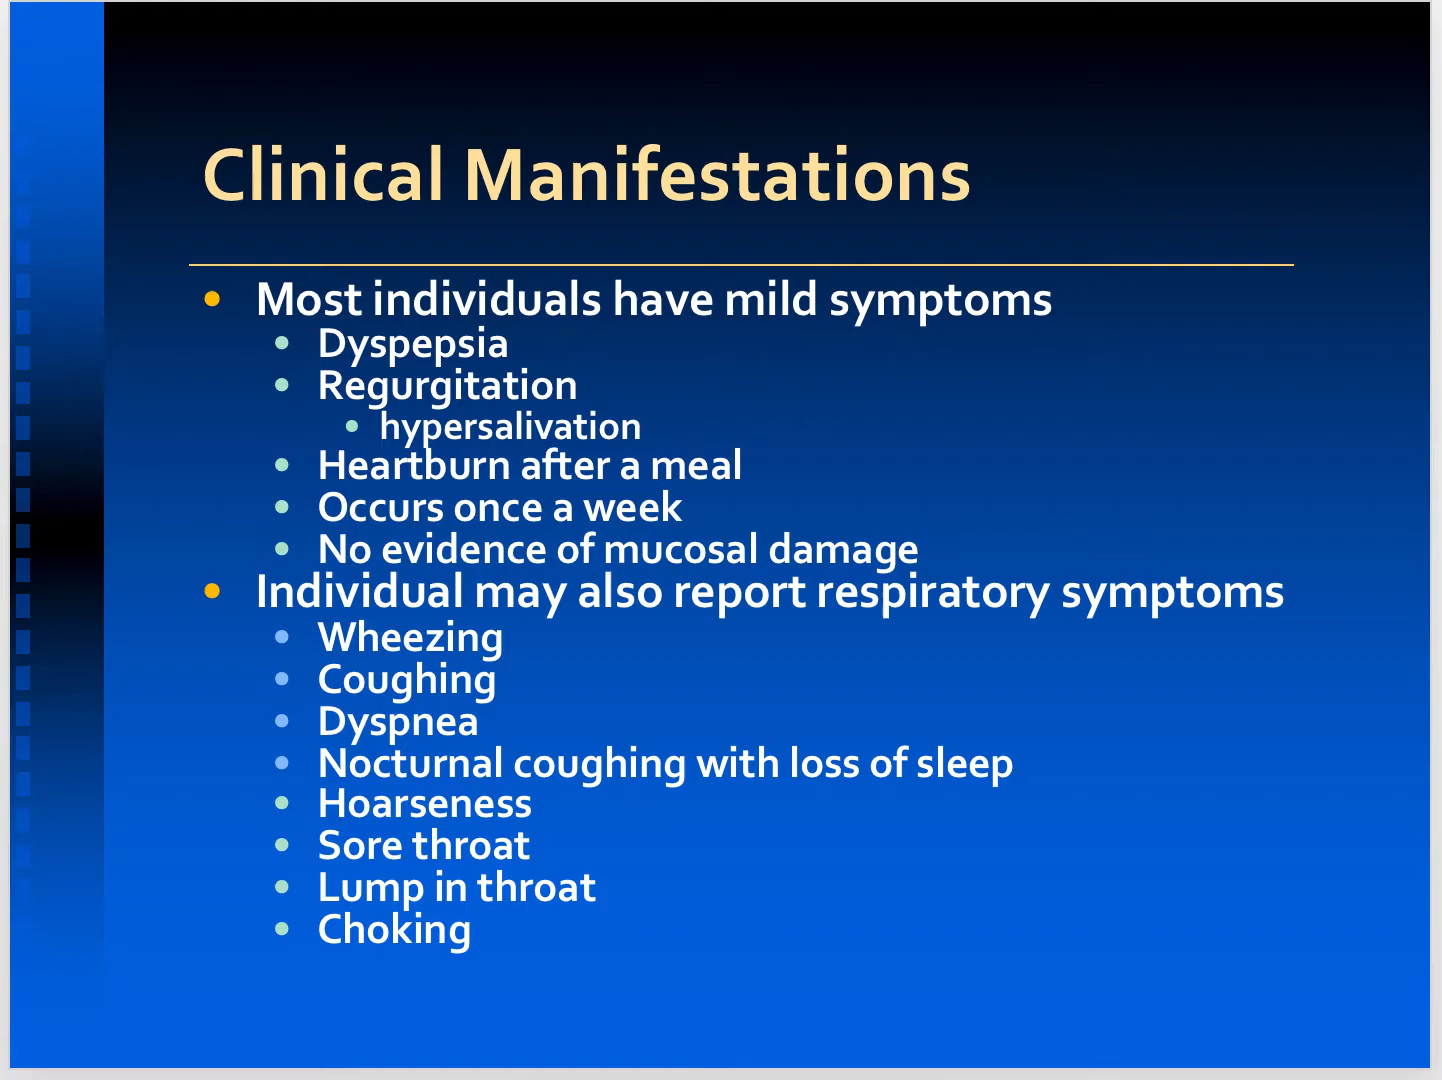 Clinical Manifestations
• Most individuals have mild symptoms
• Dyspepsia
• Regurgitation
• hypersalivation
• Heartburn after a meal
• Occurs once a week
• No evidence of mucosal damage
• Individual may also report respiratory symptoms
• Wheezing
• Coughing
• Dyspnea
• Nocturnal coughing with loss of sleep
• Hoarseness
• Sore throat
• Lump in throat
• Choking